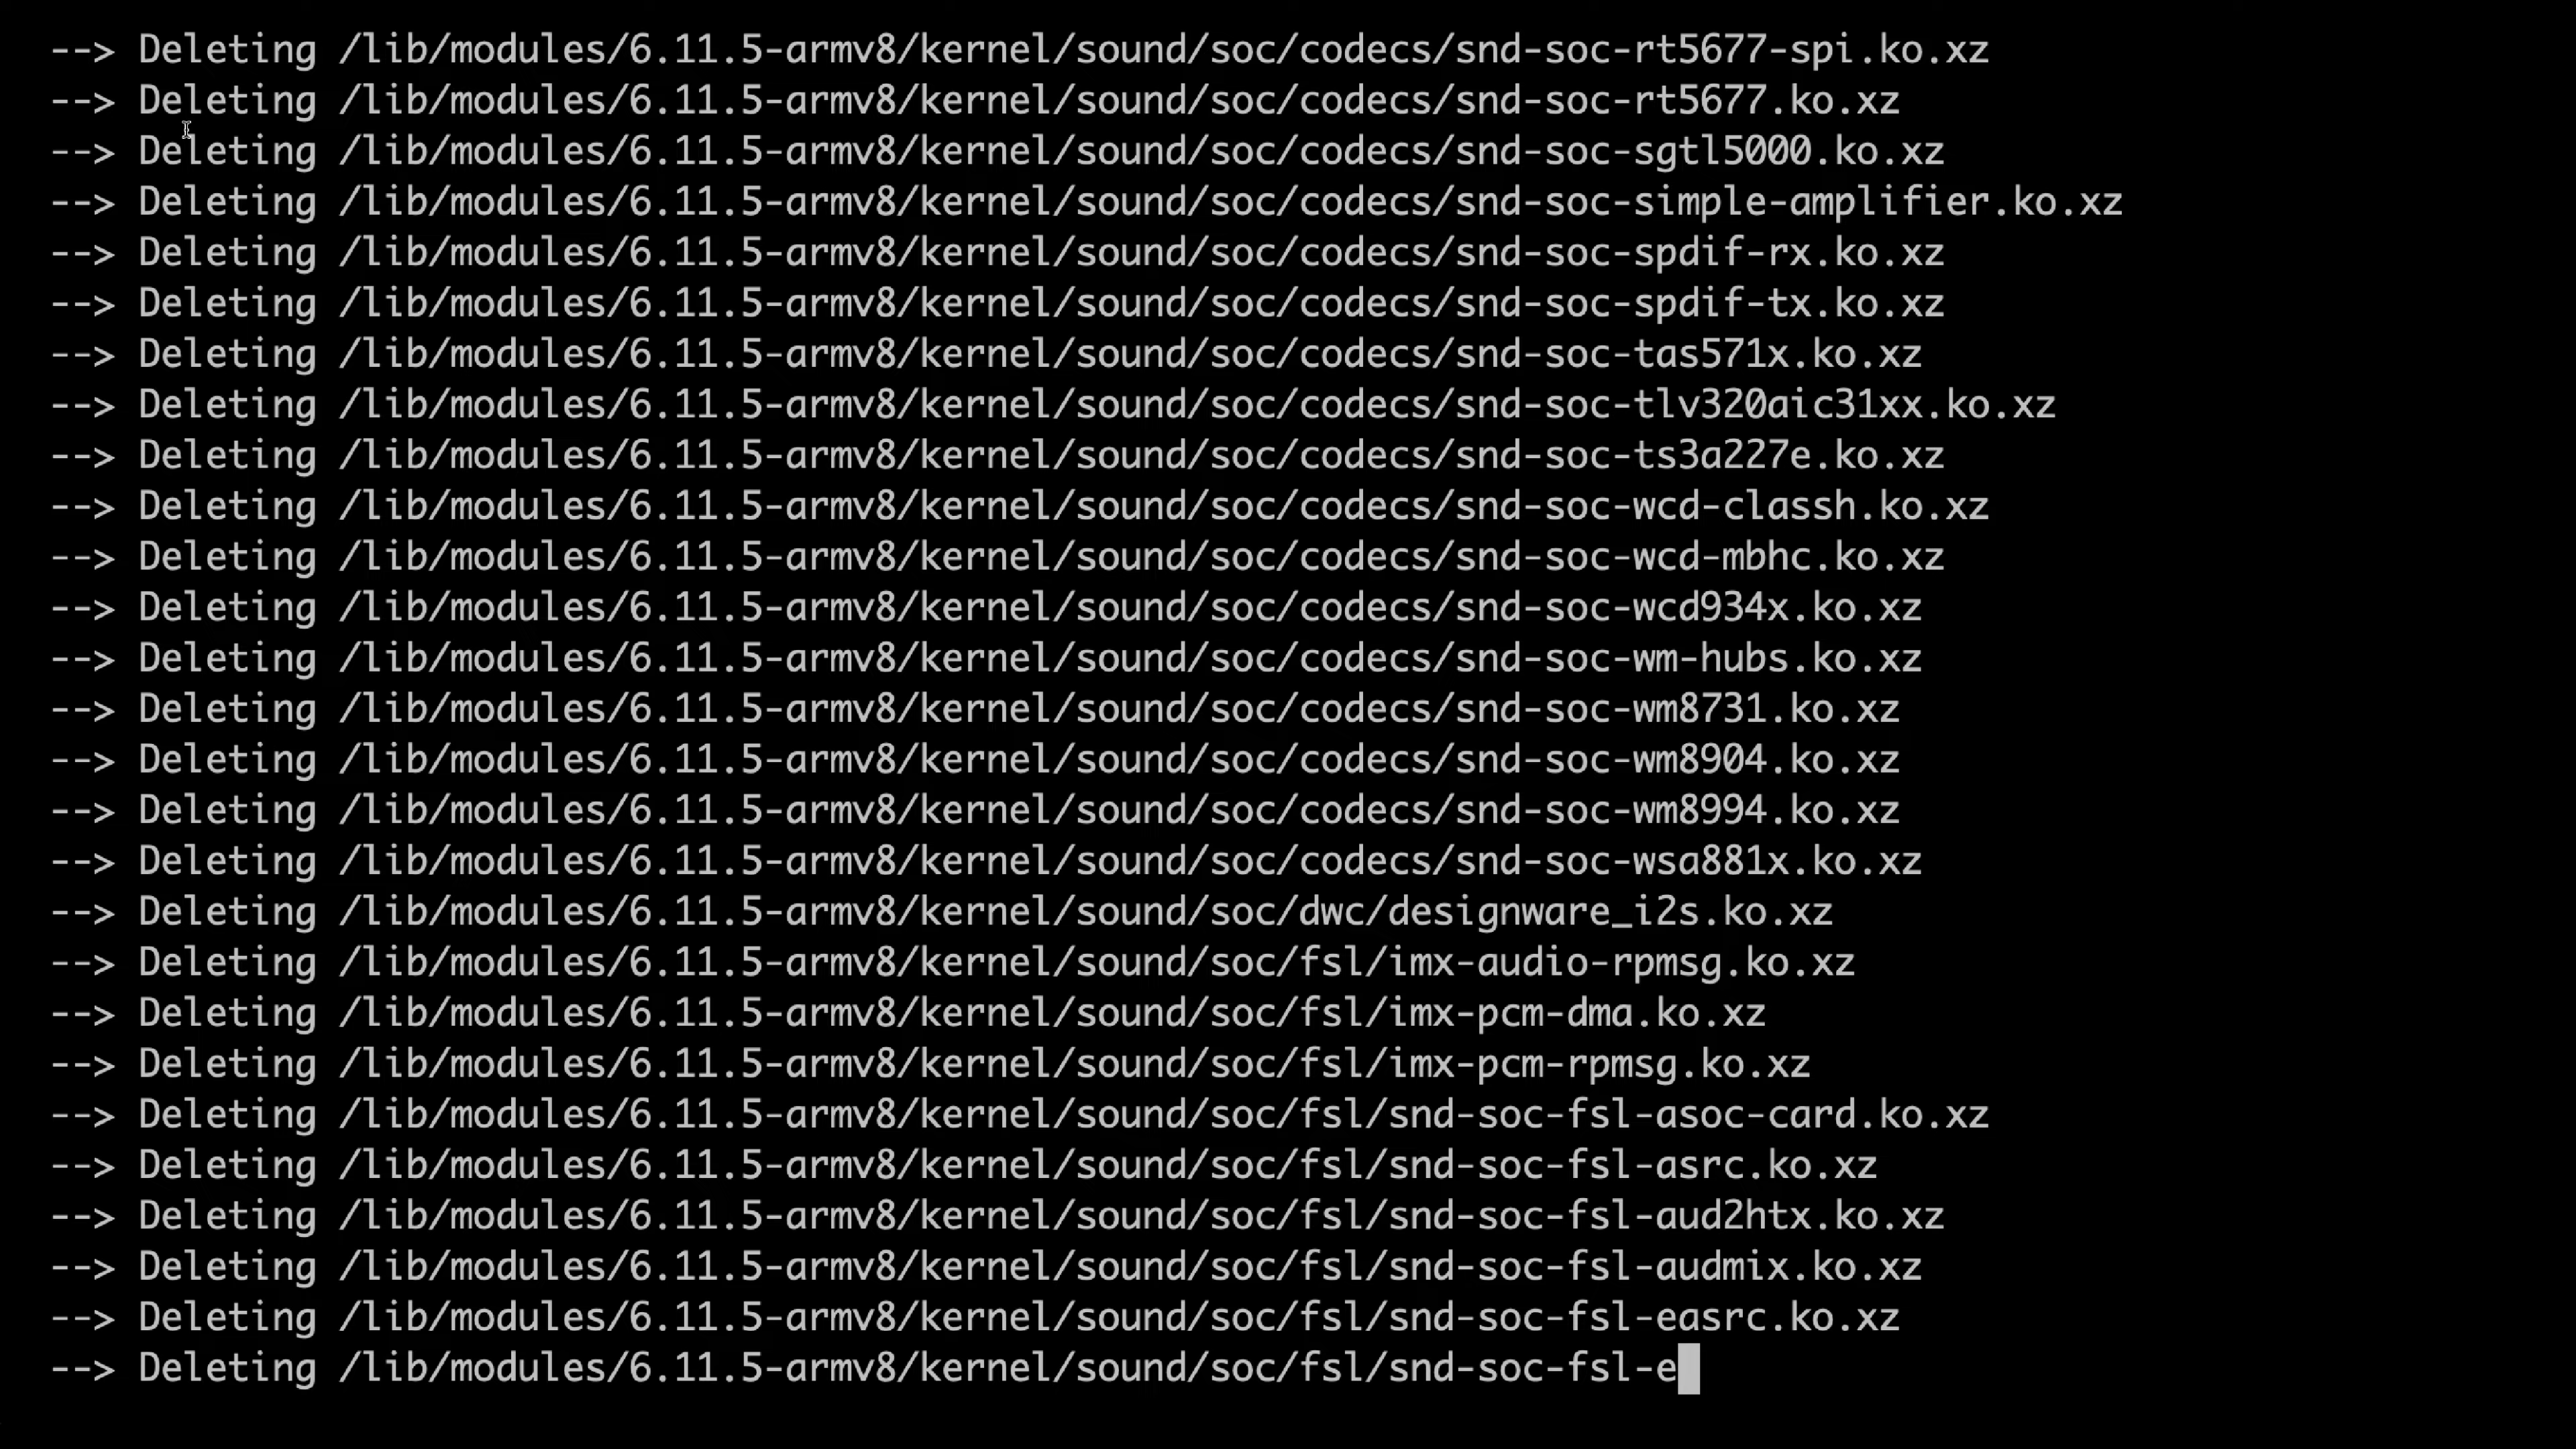 --> Deleting /lib/modules/6.11.5-armv8/kernel/sound/soc/codecs/snd-soc-rt5677-spi.ko.xz
--> Deleting /lib/modules/6.11.5-armv8/kernel/sound/soc/codecs/snd-soc-rt5677.ko.xz
--> Deleting /lib/modules/6.11.5-armv8/kernel/sound/soc/codecs/snd-soc-sgtl5000.ko.xz
--> Deleting /lib/modules/6.11.5-armv8/kernel/sound/soc/codecs/snd-soc-simple-amplifier.ko.xz
--> Deleting /lib/modules/6.11.5-armv8/kernel/sound/soc/codecs/snd-soc-spdif-rx.ko.xz
--> Deleting /lib/modules/6.11.5-armv8/kernel/sound/soc/codecs/snd-soc-spdif-tx.ko.xz
--> Deleting /lib/modules/6.11.5-armv8/kernel/sound/soc/codecs/snd-soc-tas571x.ko.xz
--> Deleting /lib/modules/6.11.5-armv8/kernel/sound/soc/codecs/snd-soc-tlv320aic31xx.ko.xz
--> Deleting /lib/modules/6.11.5-armv8/kernel/sound/soc/codecs/snd-soc-ts3a227e.ko.xz
--> Deleting /lib/modules/6.11.5-armv8/kernel/sound/soc/codecs/snd-soc-wcd-classh.ko.xz
--> Deleting /lib/modules/6.11.5-armv8/kernel/sound/soc/codecs/snd-soc-wcd-mbhc.ko.xz
--> Deleting /lib/modules/6.11.5-armv8/kernel/sound/soc/codecs/snd-soc-wcd934x.ko.xz
--> Deleting /lib/modules/6.11.5-armv8/kernel/sound/soc/codecs/snd-soc-wm-hubs.ko.xz
--> Deleting /lib/modules/6.11.5-armv8/kernel/sound/soc/codecs/snd-soc-wm8731.ko.xz
--> Deleting /lib/modules/6.11.5-armv8/kernel/sound/soc/codecs/snd-soc-wm8904.ko.xz
--> Deleting /lib/modules/6.11.5-armv8/kernel/sound/soc/codecs/snd-soc-wm8994.ko.xz
--> Deleting /lib/modules/6.11.5-armv8/kernel/sound/soc/codecs/snd-soc-wsa881x.ko.xz
--> Deleting /lib/modules/6.11.5-armv8/kernel/sound/soc/dwc/designware_i2s.ko.xz
--> Deleting /lib/modules/6.11.5-armv8/kernel/sound/soc/fsl/imx-audio-rpmsg.ko.xz
--> Deleting /lib/modules/6.11.5-armv8/kernel/sound/soc/fsl/imx-pcm-dma.ko.xz
--> Deleting /lib/modules/6.11.5-armv8/kernel/sound/soc/fsl/imx-pcm-rpmsg.ko.xz
--> Deleting /lib/modules/6.11.5-armv8/kernel/sound/soc/fsl/snd-soc-fsl-asoc-card.ko.xz
--> Deleting /lib/modules/6.11.5-armv8/kernel/sound/soc/fsl/snd-soc-fsl-asrc.ko.xz
--> Deleting /lib/modules/6.11.5-armv8/kernel/sound/soc/fsl/snd-soc-fsl-aud2htx.ko.xz
--> Deleting /lib/modules/6.11.5-armv8/kernel/sound/soc/fsl/snd-soc-fsl-audmix.ko.xz
--> Deleting /lib/modules/6.11.5-armv8/kernel/sound/soc/fsl/snd-soc-fsl-easrc.ko.xz
--> Deleting /lib/modules/6.11.5-armv8/kernel/sound/soc/fsl/snd-soc-fsl-e